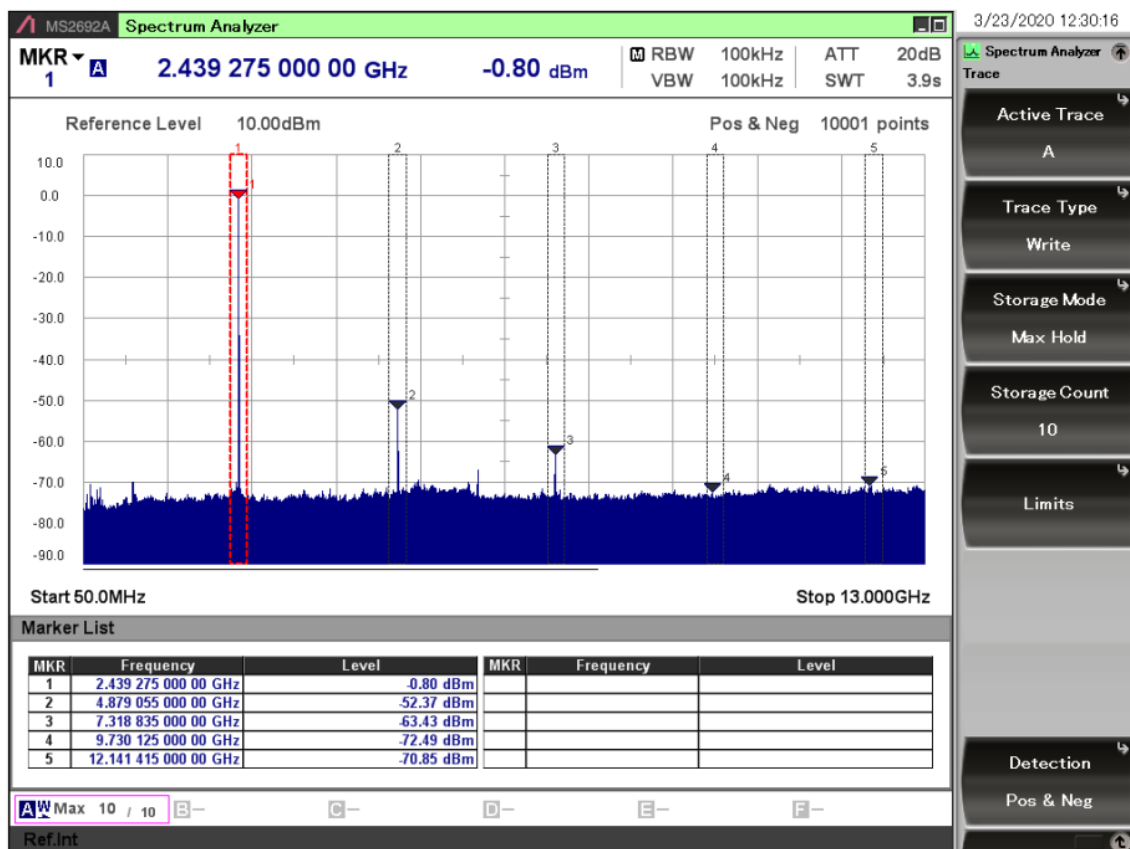 MS2692A Spectrum Analyzer
3/23/2020 12:30:16
MKR 1 A 2.439 275 000 00 GHz -0.80 dBm
M RBW 100kHz ATT 20dB
VBW 100kHz SWT 3.9s
Reference Level 10.00dBm Pos & Neg 10001 points
1 2 3 4 5
10.0
0.0
-10.0
-20.0
-30.0
-40.0
-50.0
-60.0
-70.0
-80.0
-90.0
1
2
3
4
5
Start 50.0MHz Stop 13.000GHz
Marker List
MKR Frequency Level MKR Frequency Level
1 2.439 275 000 00 GHz -0.80 dBm
2 4.879 055 000 00 GHz -52.37 dBm
3 7.318 835 000 00 GHz -63.43 dBm
4 9.730 125 000 00 GHz -72.49 dBm
5 12.141 415 000 00 GHz -70.85 dBm
A W Max 10 / 10 B C D E F
Ref.Int
Spectrum Analyzer
Trace
Active Trace
A
Trace Type
Write
Storage Mode
Max Hold
Storage Count
10
Limits
Detection
Pos & Neg